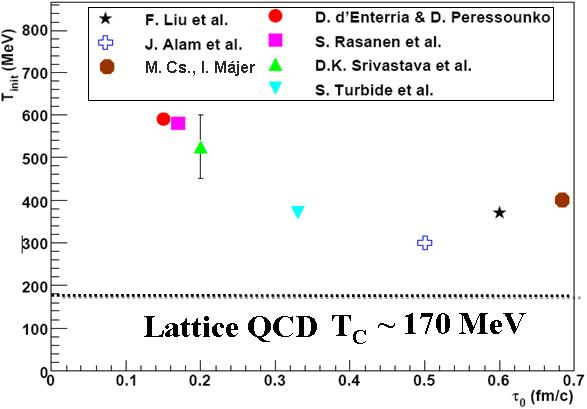 T_init (MeV)
800
700
600
500
400
300
200
100
0
F. Liu et al.
J. Alam et al.
M. Cs., I. Májer
D. d'Enterria & D. Peressounko
S. Rasanen et al.
D.K. Srivastava et al.
S. Turbide et al.
Lattice QCD T_C ~ 170 MeV
0 0.1 0.2 0.3 0.4 0.5 0.6 0.7
τ_0 (fm/c)